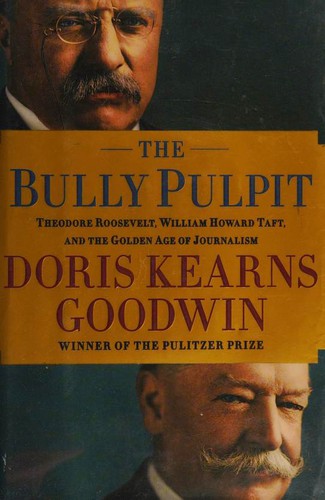 THE
BULLY PULPIT
THEODORE ROOSEVELT, WILLIAM HOWARD TAFT,
AND THE GOLDEN AGE OF JOURNALISM
DORIS KEARNS
GOODWIN
WINNER OF THE PULITZER PRIZE